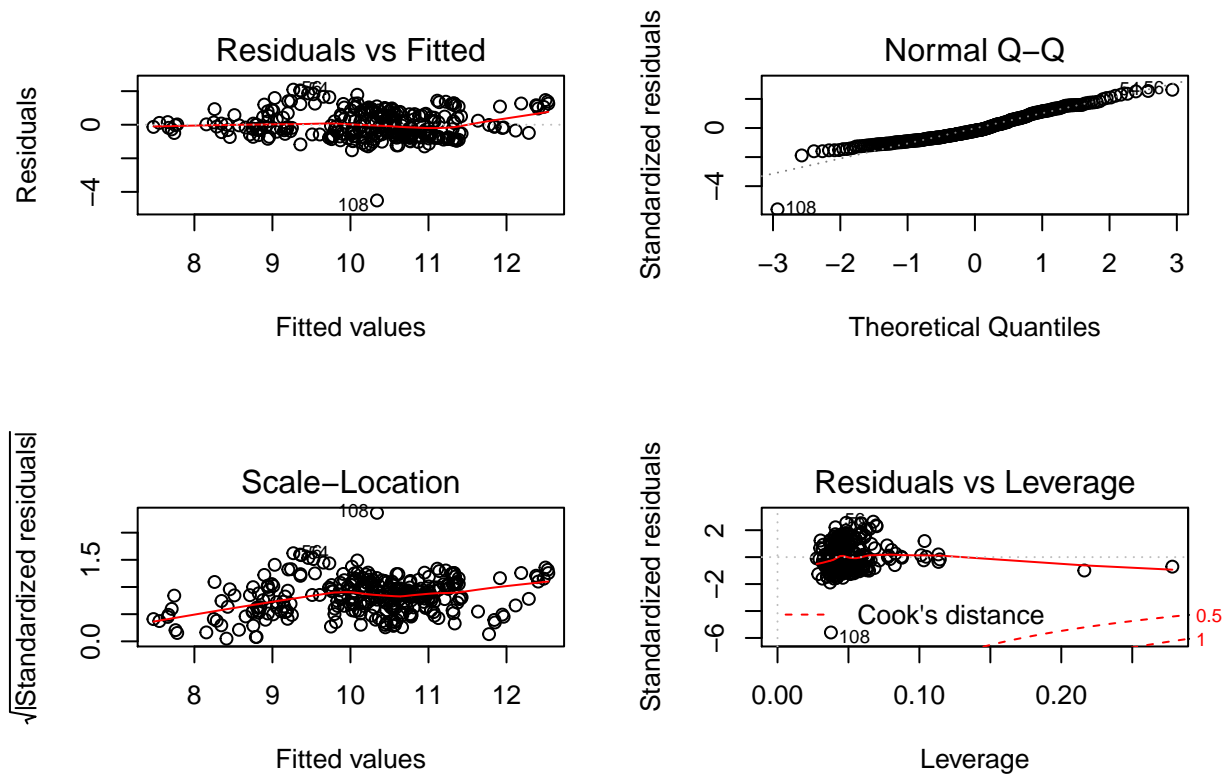 Residuals vs Fitted
Residuals
0
−4
108
8 9 10 11 12
Fitted values
Normal Q−Q
Standardized residuals
0
−4
108
54 56
−3 −2 −1 0 1 2 3
Theoretical Quantiles
Scale−Location
√|Standardized residuals|
1.5
0.0
108
8 9 10 11 12
Fitted values
Residuals vs Leverage
Standardized residuals
2
−2
−6
56
Cook's distance
108
0.5
1
0.00 0.10 0.20
Leverage